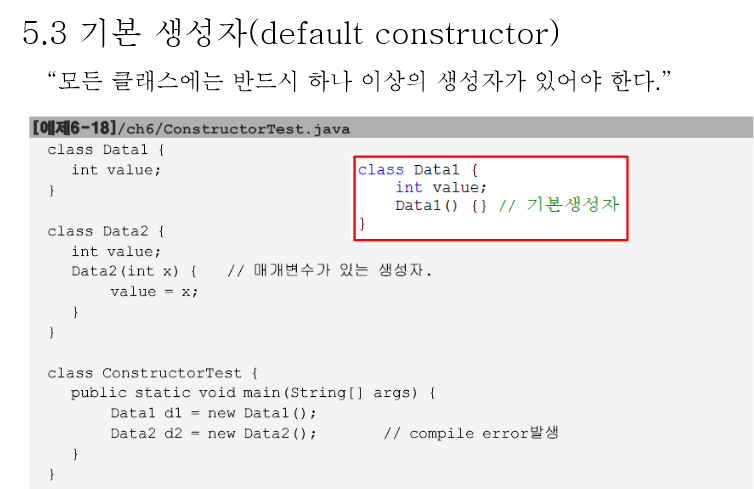 5.3 기본 생성자(default constructor)
“모든 클래스에는 반드시 하나 이상의 생성자가 있어야 한다.”
[예제6-18]/ch6/ConstructorTest.java
class Data1 {
int value;
}
class Data1 {
int value;
Data1() {} // 기본생성자
}
class Data2 {
int value;
Data2(int x) { // 매개변수가 있는 생성자.
value = x;
}
}
class ConstructorTest {
public static void main(String[] args) {
Data1 d1 = new Data1();
Data2 d2 = new Data2(); // compile error발생
}
}